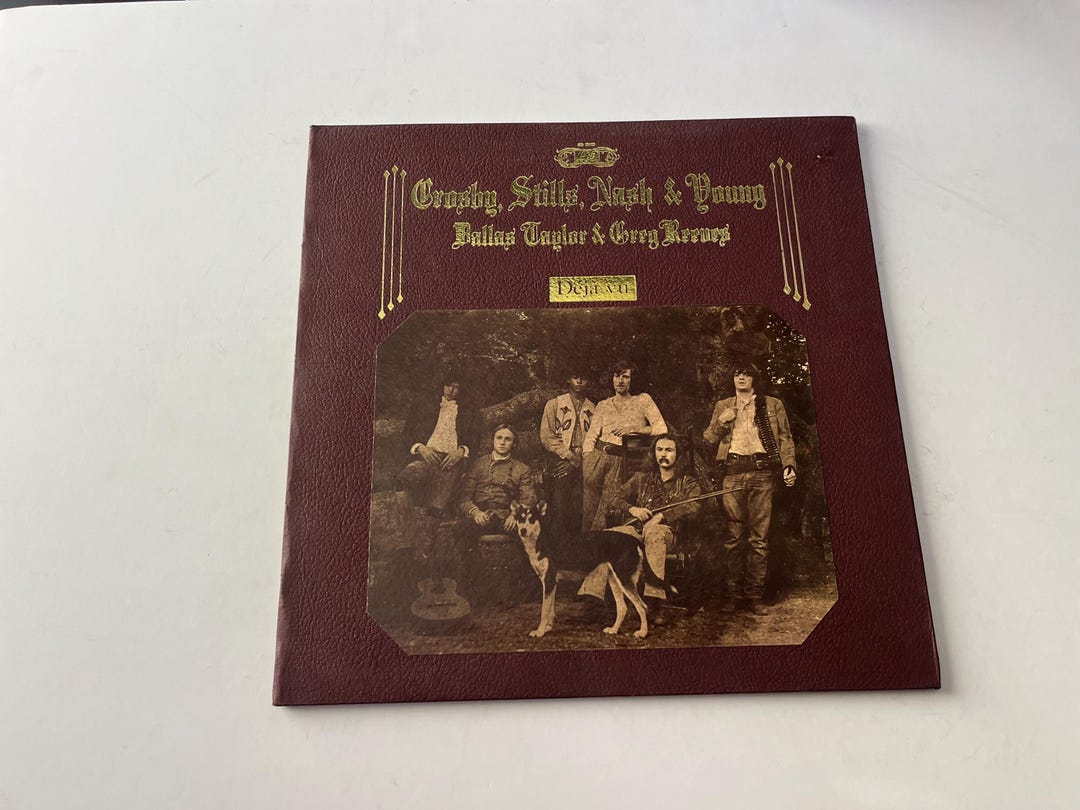 Crosby, Stills, Nash & Young
Dallas Taylor & Greg Reeves
Déjà vu